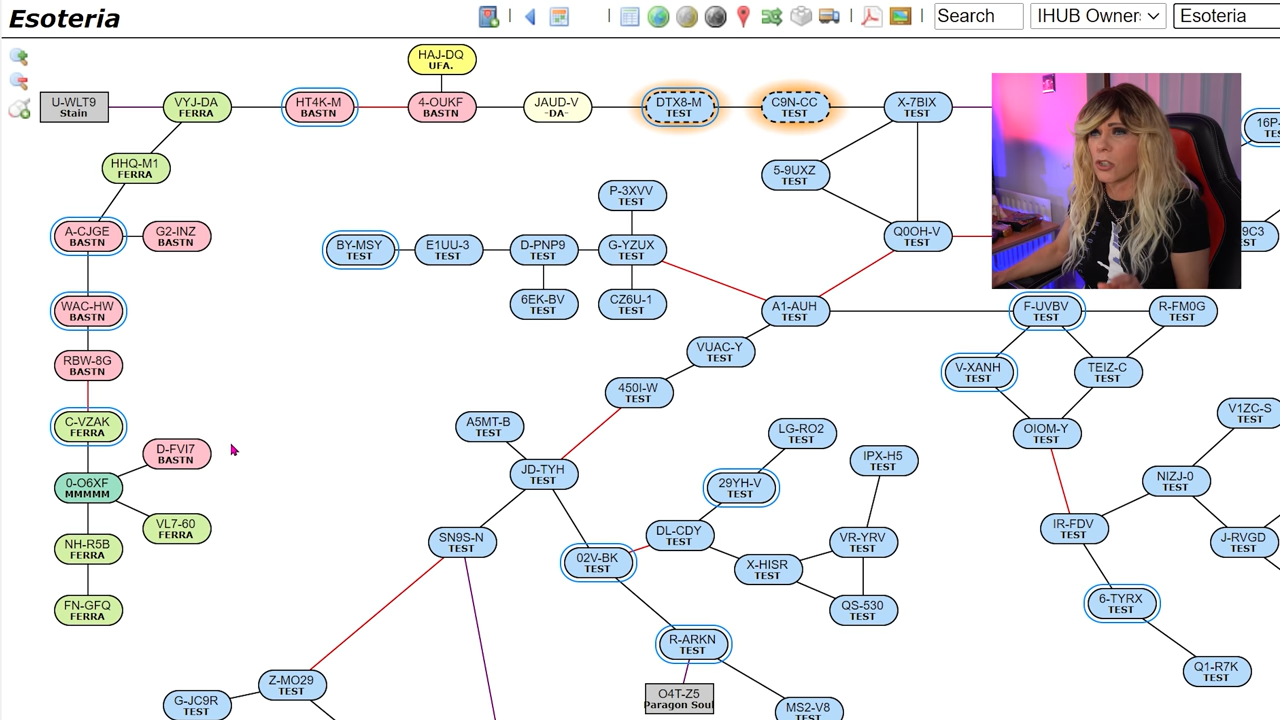 Esoteria
Search
IHUB Owner:
Esoteria
HAJ-DQ
UFA.
U-WLT9
Stain
VYJ-DA
FERRA
HT4K-M
BASTN
4-OUKF
BASTN
JAUD-V
-DA-
DTX8-M
TEST
C9N-CC
TEST
X-7BIX
TEST
16P-
TES
HHQ-M1
FERRA
5-9UXZ
TEST
P-3XVV
TEST
A-CJGE
BASTN
G2-INZ
BASTN
BY-MSY
TEST
E1UU-3
TEST
D-PNP9
TEST
G-YZUX
TEST
Q0OH-V
TEST
9C3
ST
6EK-BV
TEST
CZ6U-1
TEST
WAC-HW
BASTN
A1-AUH
TEST
F-UVBV
TEST
R-FM0G
TEST
VUAC-Y
TEST
RBW-8G
BASTN
V-XANH
TEST
TEIZ-C
TEST
450I-W
TEST
C-VZAK
FERRA
A5MT-B
TEST
LG-RO2
TEST
OIOM-Y
TEST
V1ZC-S
TEST
D-FVI7
BASTN
JD-TYH
TEST
IPX-H5
TEST
0-O6XF
MMMMM
29YH-V
TEST
NIZJ-0
TEST
VL7-60
FERRA
NH-R5B
FERRA
SN9S-N
TEST
DL-CDY
TEST
VR-YRV
TEST
IR-FDV
TEST
J-RVGD
TEST
02V-BK
TEST
X-HISR
TEST
FN-GFQ
FERRA
QS-530
TEST
6-TYRX
TEST
R-ARKN
TEST
Q1-R7K
TEST
Z-MO29
TEST
G-JC9R
TEST
O4T-Z5
Paragon Soul
MS2-V8
TEST